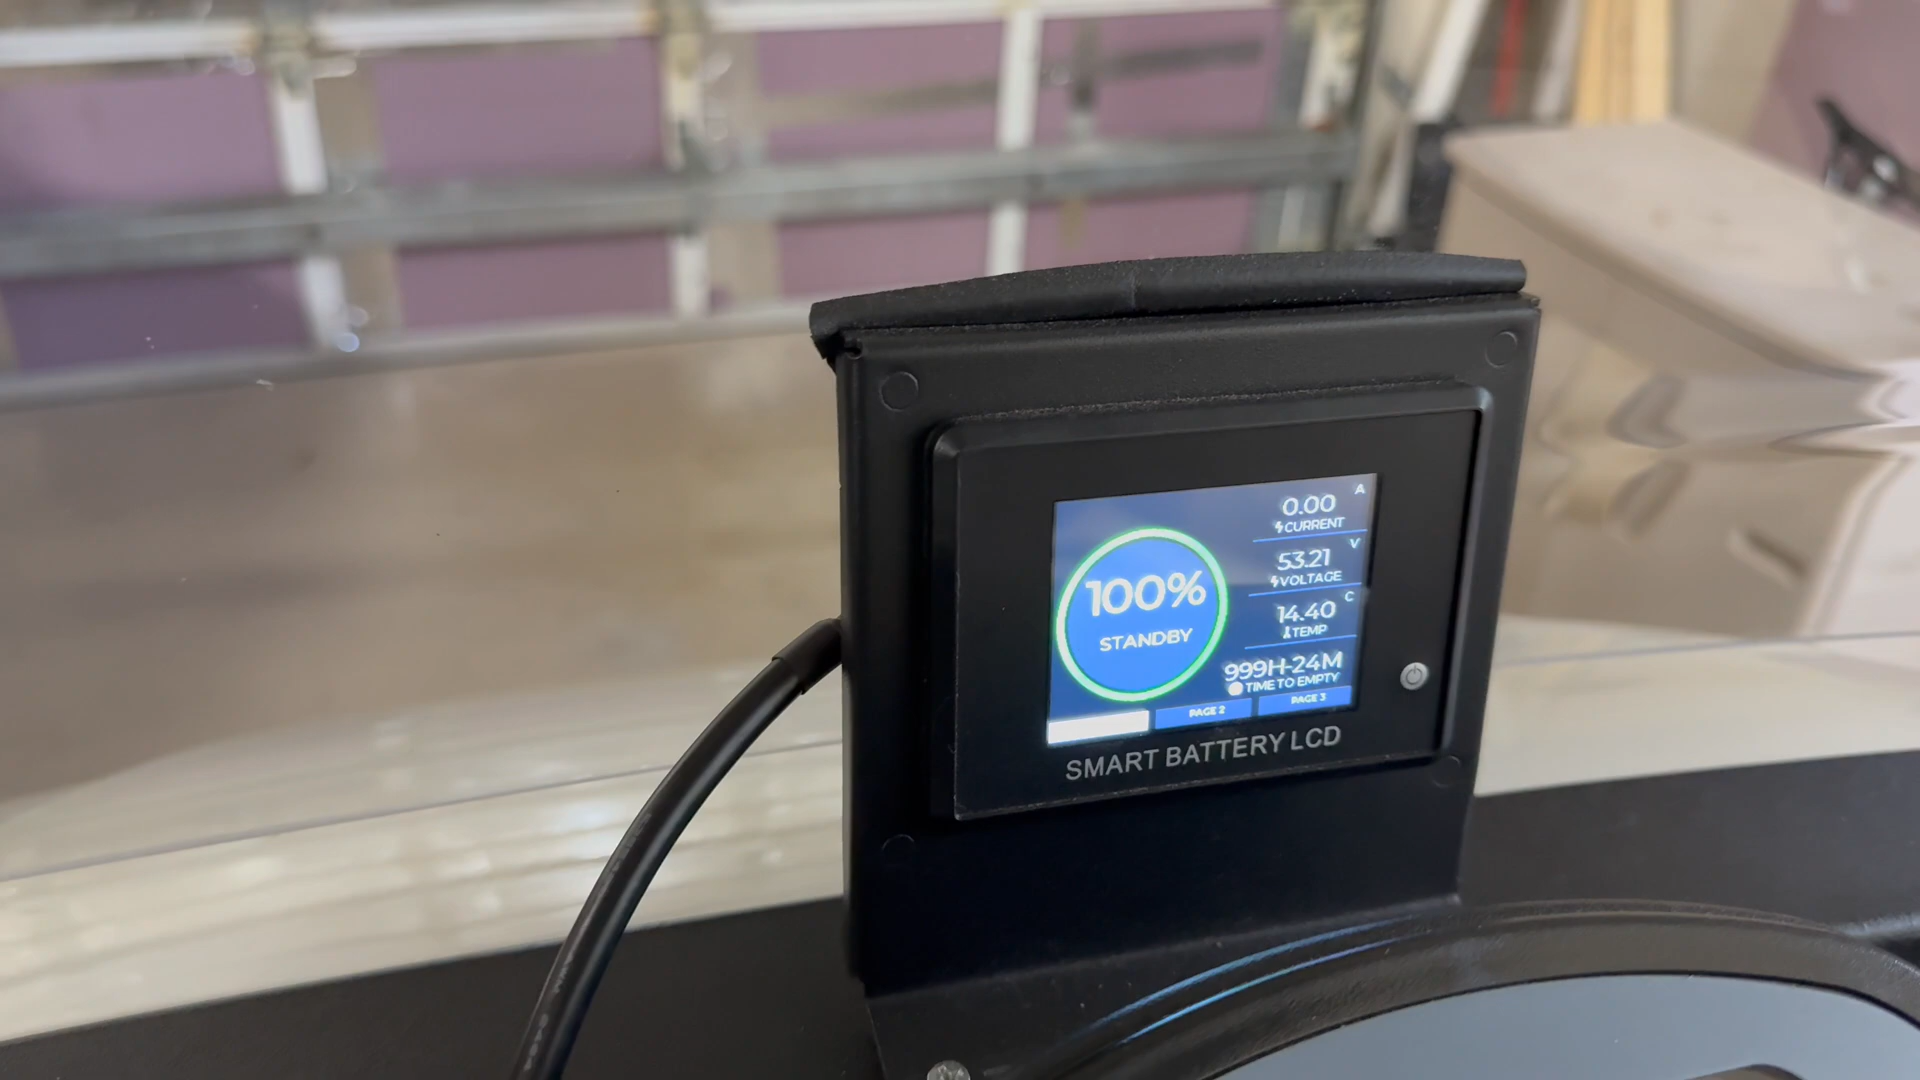 100%
STANDBY
0.00 A
CURRENT
53.21 V
VOLTAGE
14.40 C
TEMP
999H-24M
TIME TO EMPTY
PAGE 2
PAGE 3
SMART BATTERY LCD